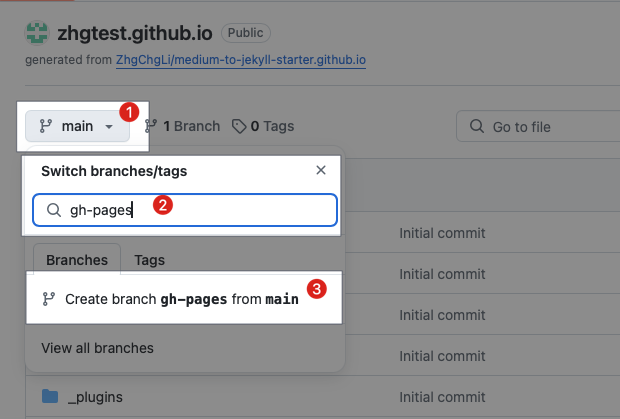 zhgtest.github.io Public
generated from ZhgChgLi/medium-to-jekyll-starter.github.io
main 1 1 Branch 0 Tags Go to file
Switch branches/tags
gh-pages 2
Branches Tags
Initial commit
Initial commit
Create branch gh-pages from main 3
Initial commit
View all branches
Initial commit
_plugins Initial commit